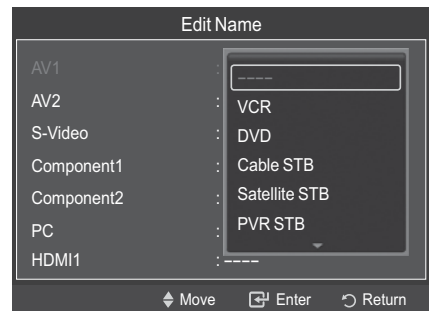 Edit Name
AV1 : ----
AV2 : VCR
S-Video : DVD
Component1 : Cable STB
Component2 : Satellite STB
PC : PVR STB
HDMI1 : ----
Move Enter Return